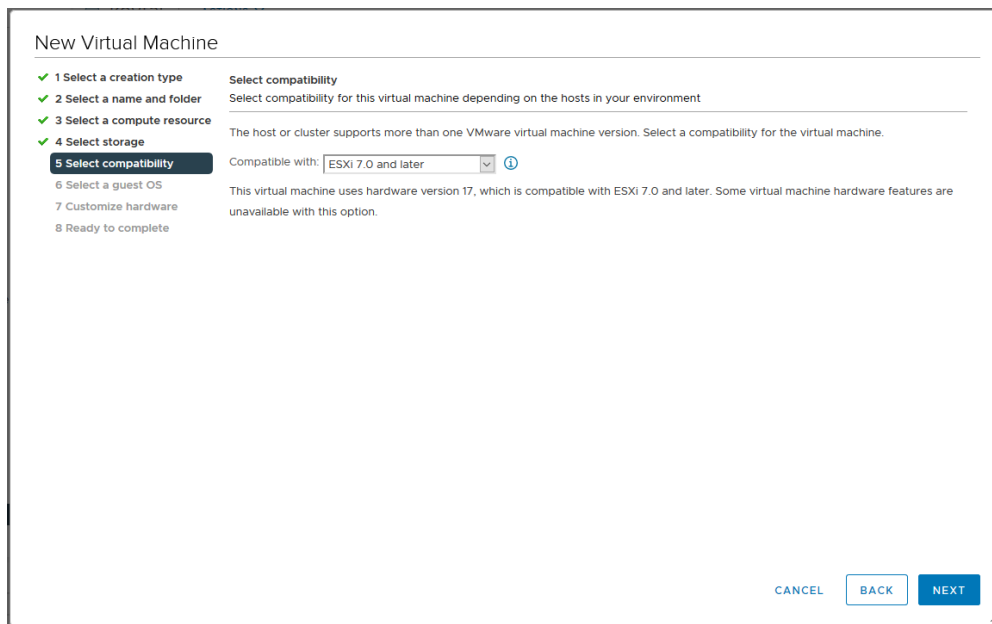 New Virtual Machine
1 Select a creation type
2 Select a name and folder
3 Select a compute resource
4 Select storage
5 Select compatibility
6 Select a guest OS
7 Customize hardware
8 Ready to complete
Select compatibility
Select compatibility for this virtual machine depending on the hosts in your environment
The host or cluster supports more than one VMware virtual machine version. Select a compatibility for the virtual machine.
Compatible with: ESXi 7.0 and later
This virtual machine uses hardware version 17, which is compatible with ESXi 7.0 and later. Some virtual machine hardware features are
unavailable with this option.
CANCEL BACK NEXT